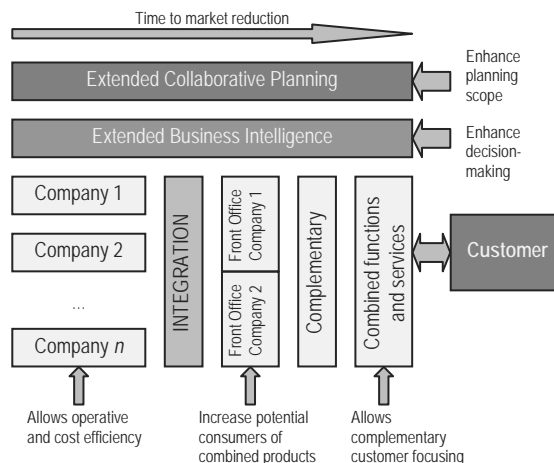 Time to market reduction
Extended Collaborative Planning
Enhance
planning
scope
Extended Business Intelligence
Enhance
decision-
making
Company 1
Company 2
...
Company n
INTEGRATION
Front Office
Company 1
Front Office
Company 2
Complementary
Combined functions
and services
Customer
Allows operative
and cost efficiency
Increase potential
consumers of
combined products
Allows
complementary
customer focusing